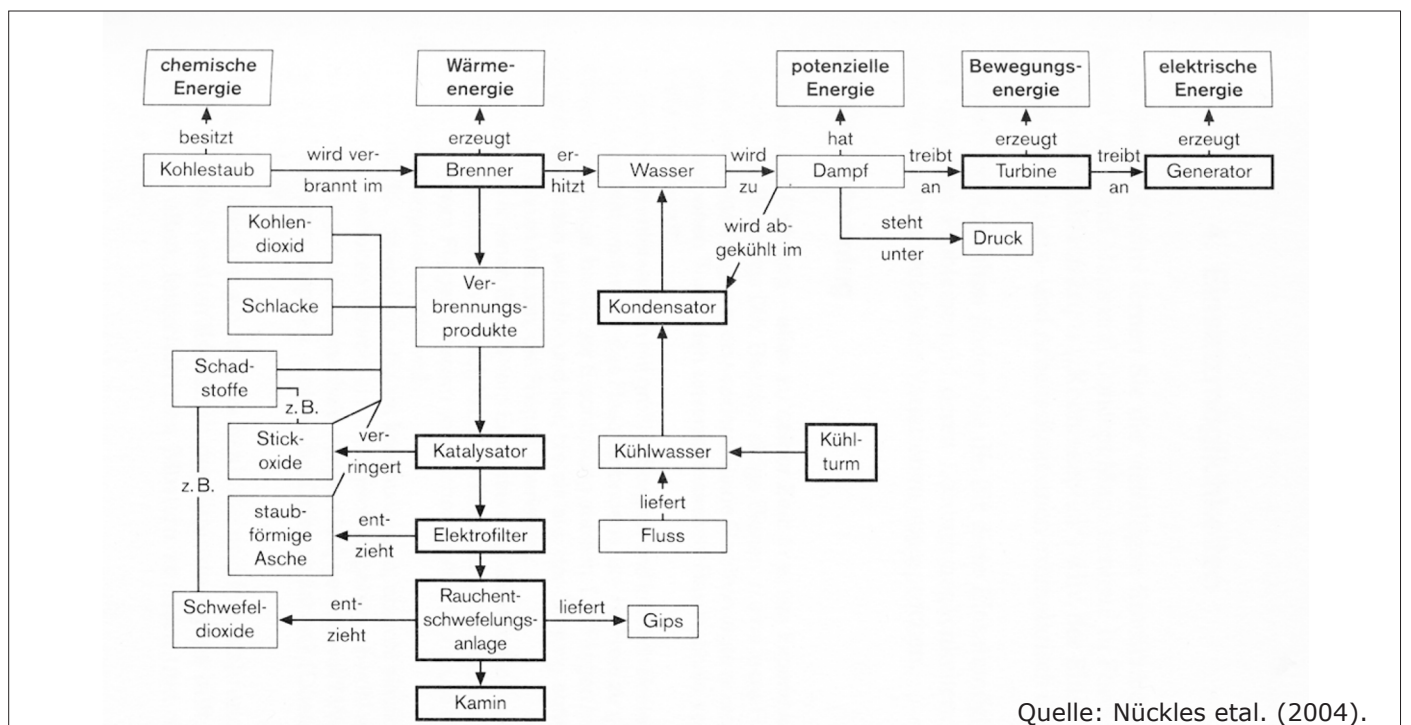 chemische
Energie
Wärme-
energie
potenzielle
Energie
Bewegungs-
energie
elektrische
Energie
besitzt
erzeugt
hat
erzeugt
erzeugt
Kohlestaub
wird ver-
brannt im
Brenner
er-
hitzt
Wasser
wird
zu
Dampf
treibt
an
Turbine
treibt
an
Generator
Kohlen-
dioxid
wird ab-
gekühlt im
steht
unter
Druck
Schlacke
Ver-
brennungs-
produkte
Kondensator
Schad-
stoffe
z. B.
Stick-
oxide
ver-
ringert
Katalysator
Kühlwasser
Kühl-
turm
z. B.
staub-
förmige
Asche
ent-
zieht
Elektrofilter
liefert
Fluss
Schwefel-
dioxide
ent-
zieht
Rauchent-
schwefelungs-
anlage
liefert
Gips
Kamin
Quelle: Nückles etal. (2004).